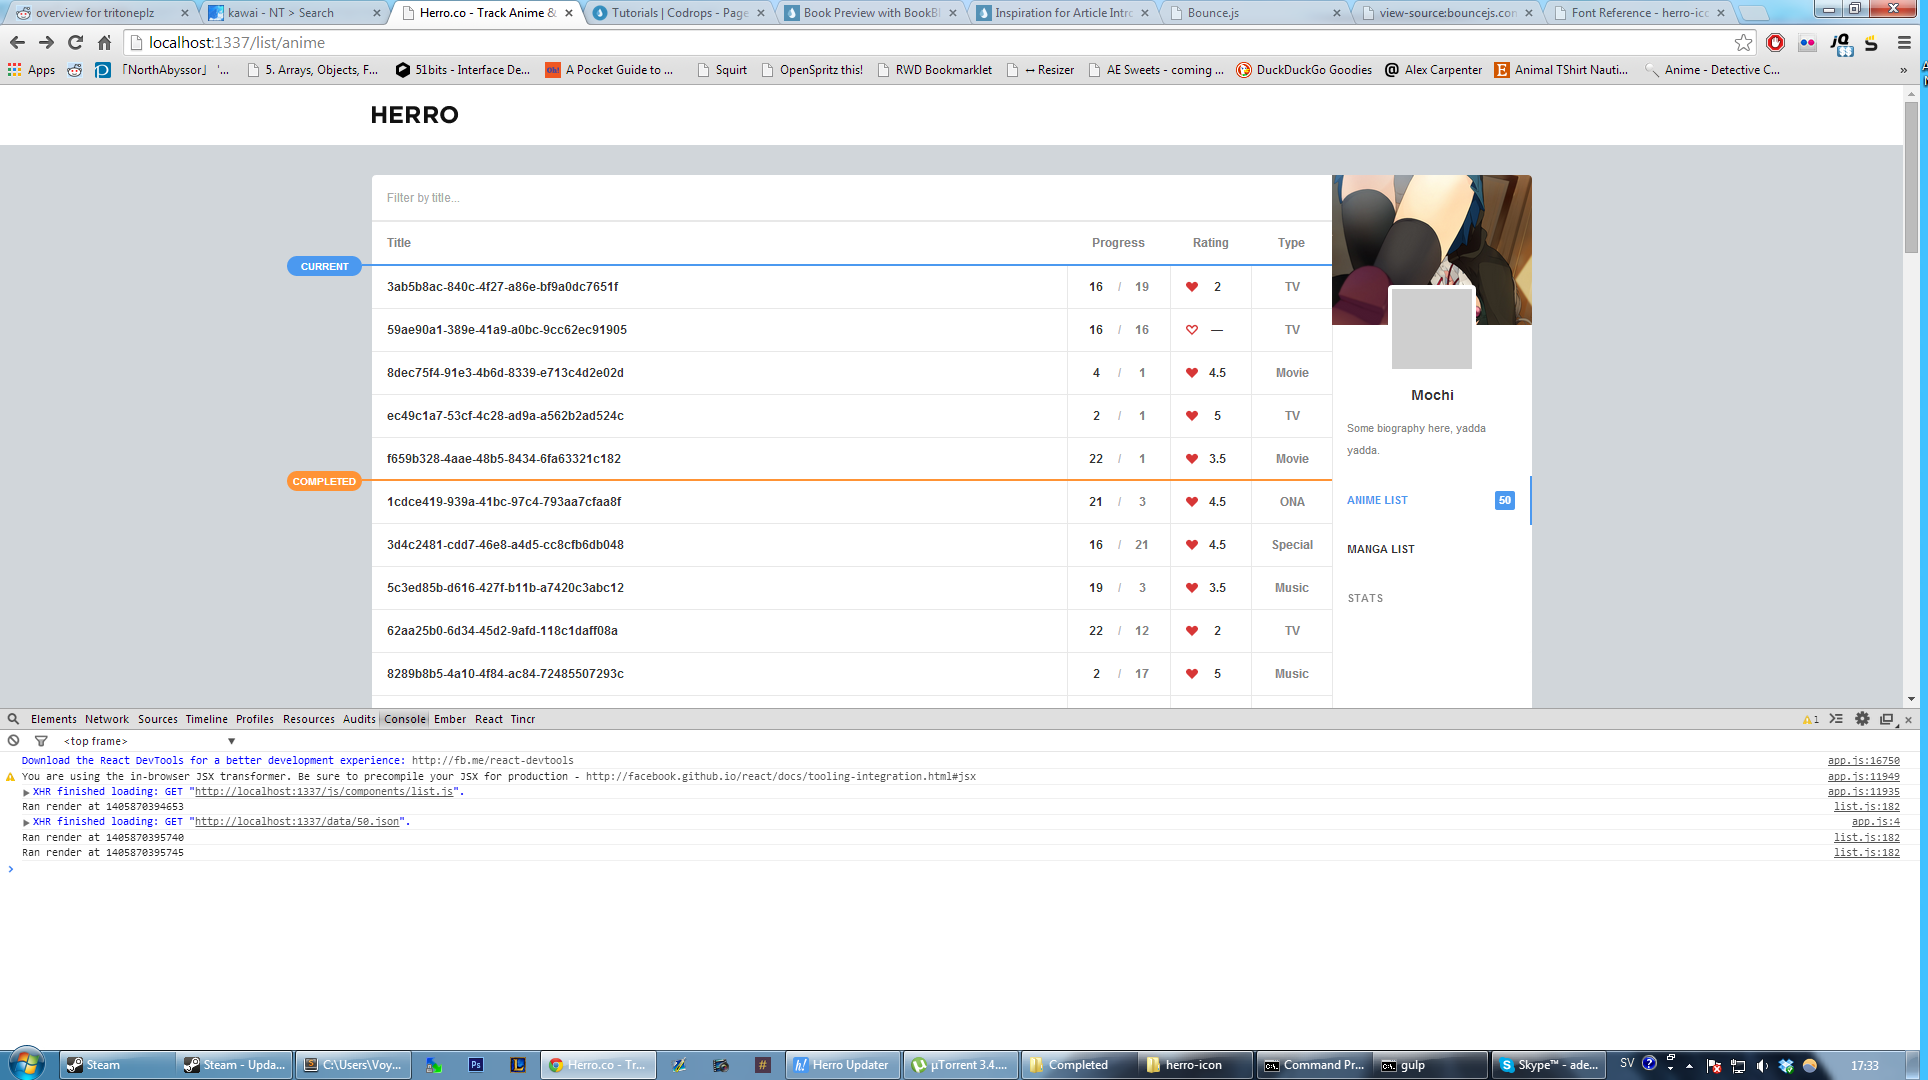 overview for tritoneplz
kawai - NT > Search
Herro.co - Track Anime &
Tutorials | Codrops - Page
Book Preview with BookBl
Inspiration for Article Intro
Bounce.js
view-source:bouncejs.com
Font Reference - herro-ico
localhost:1337/list/anime
Apps
「NorthAbyssor」 '...
5. Arrays, Objects, F...
51bits - Interface De...
Oh!
A Pocket Guide to ...
Squirt
OpenSpritz this!
RWD Bookmarklet
↔ Resizer
AE Sweets - coming ...
DuckDuckGo Goodies
Alex Carpenter
Animal TShirt Nauti...
Anime - Detective C...
»
HERRO
Filter by title...
Title Progress Rating Type
CURRENT
3ab5b8ac-840c-4f27-a86e-bf9a0dc7651f 16 / 19 2 TV
59ae90a1-389e-41a9-a0bc-9cc62ec91905 16 / 16 — TV
8dec75f4-91e3-4b6d-8339-e713c4d2e02d 4 / 1 4.5 Movie
ec49c1a7-53cf-4c28-ad9a-a562b2ad524c 2 / 1 5 TV
f659b328-4aae-48b5-8434-6fa63321c182 22 / 1 3.5 Movie
COMPLETED
1cdce419-939a-41bc-97c4-793aa7cfaa8f 21 / 3 4.5 ONA
3d4c2481-cdd7-46e8-a4d5-cc8cfb6db048 16 / 21 4.5 Special
5c3ed85b-d616-427f-b11b-a7420c3abc12 19 / 3 3.5 Music
62aa25b0-6d34-45d2-9afd-118c1daff08a 22 / 12 2 TV
8289b8b5-4a10-4f84-ac84-72485507293c 2 / 17 5 Music
Mochi
Some biography here, yadda
yadda.
ANIME LIST 50
MANGA LIST
STATS
Elements Network Sources Timeline Profiles Resources Audits Console Ember React Tincr
1
<top frame>
Download the React DevTools for a better development experience: http://fb.me/react-devtools app.js:16750
You are using the in-browser JSX transformer. Be sure to precompile your JSX for production - http://facebook.github.io/react/docs/tooling-integration.html#jsx app.js:11949
XHR finished loading: GET "http://localhost:1337/js/components/list.js". app.js:11935
Ran render at 1405870394653 list.js:182
XHR finished loading: GET "http://localhost:1337/data/50.json". app.js:4
Ran render at 1405870395740 list.js:182
Ran render at 1405870395745 list.js:182
Steam
Steam - Upda...
C:\Users\Voy...
Ps
Herro.co - Tr...
#
h!
Herro Updater
µTorrent 3.4....
Completed
herro-icon
Command Pr...
gulp
Skype™ - ade...
SV
17:33